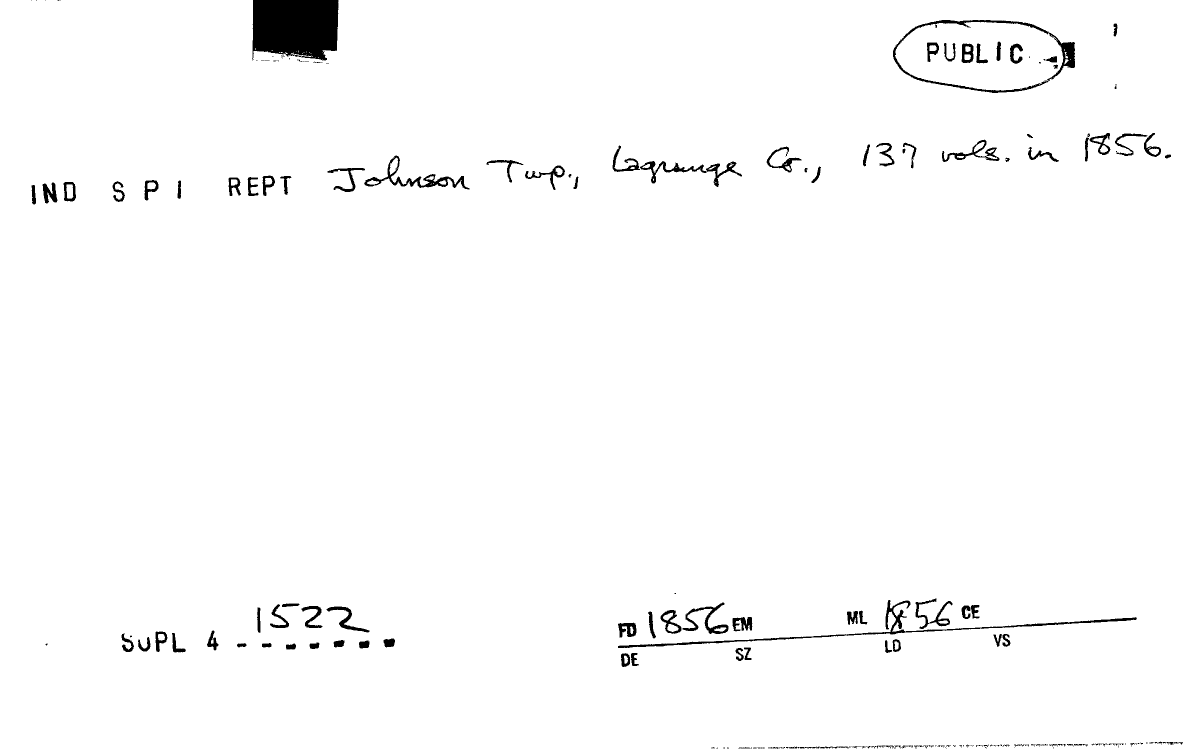 PUBLIC
IND S P I REPT Johnson Twp., Lagrange Co., 137 vols. in 1856.
SUPL 4 1522
FD 1856 EM ML 1856 CE
DE SZ LD VS